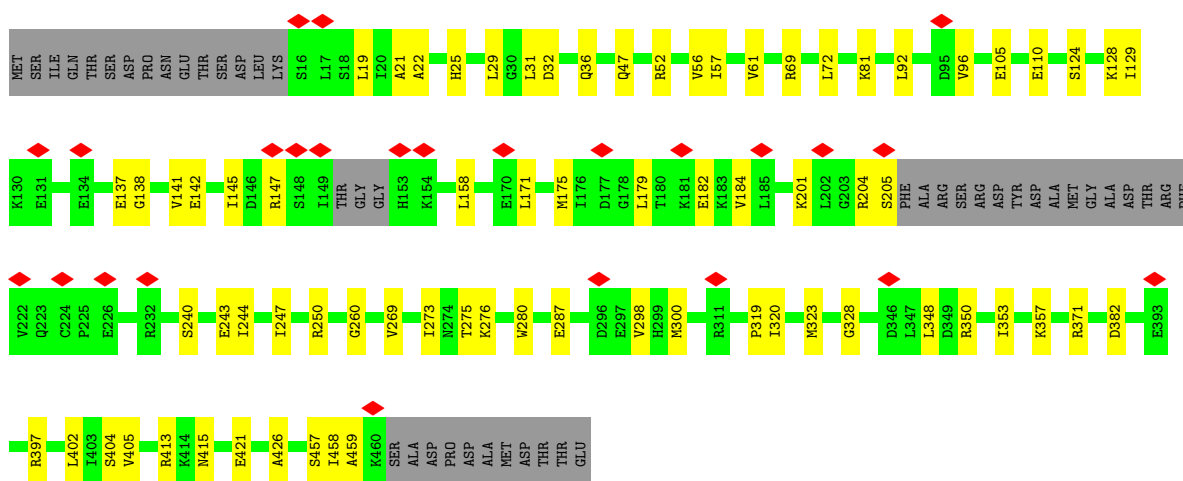 MET SER ILE GLN THR SER ASP PRO ASN GLU THR SER ASP LEU LYS S16 L17 S18 L19 I20 A21 A22 H25 L29 G30 L31 D32 Q36 Q47 R52 V56 I57 V61 R69 L72 K81 L92 D95 V96 E105 E110 S124 K128 I129
K130 E131 E134 E137 G138 V141 E142 I145 D146 R147 S148 I149 THR GLY GLY H153 K154 L158 E170 L171 M175 I176 D177 G178 L179 T180 K181 E182 K183 V184 L185 K201 L202 G203 R204 S205 PHE ALA ARG SER ARG ASP TYR ASP ALA MET GLY ALA ASP THR ARG
V222 Q223 C224 P225 E226 R232 S240 E243 I244 I247 R250 G260 V269 I273 N274 T275 K276 W280 E287 D296 E297 V298 H299 M300 R311 P319 I320 M323 G328 D346 L347 L348 D349 R350 I353 K357 R371 D382 E393
R397 L402 I403 S404 V405 R413 K414 N415 E421 A426 S457 I458 A459 K460 SER ALA ASP PRO ASP ALA MET ASP THR THR GLU